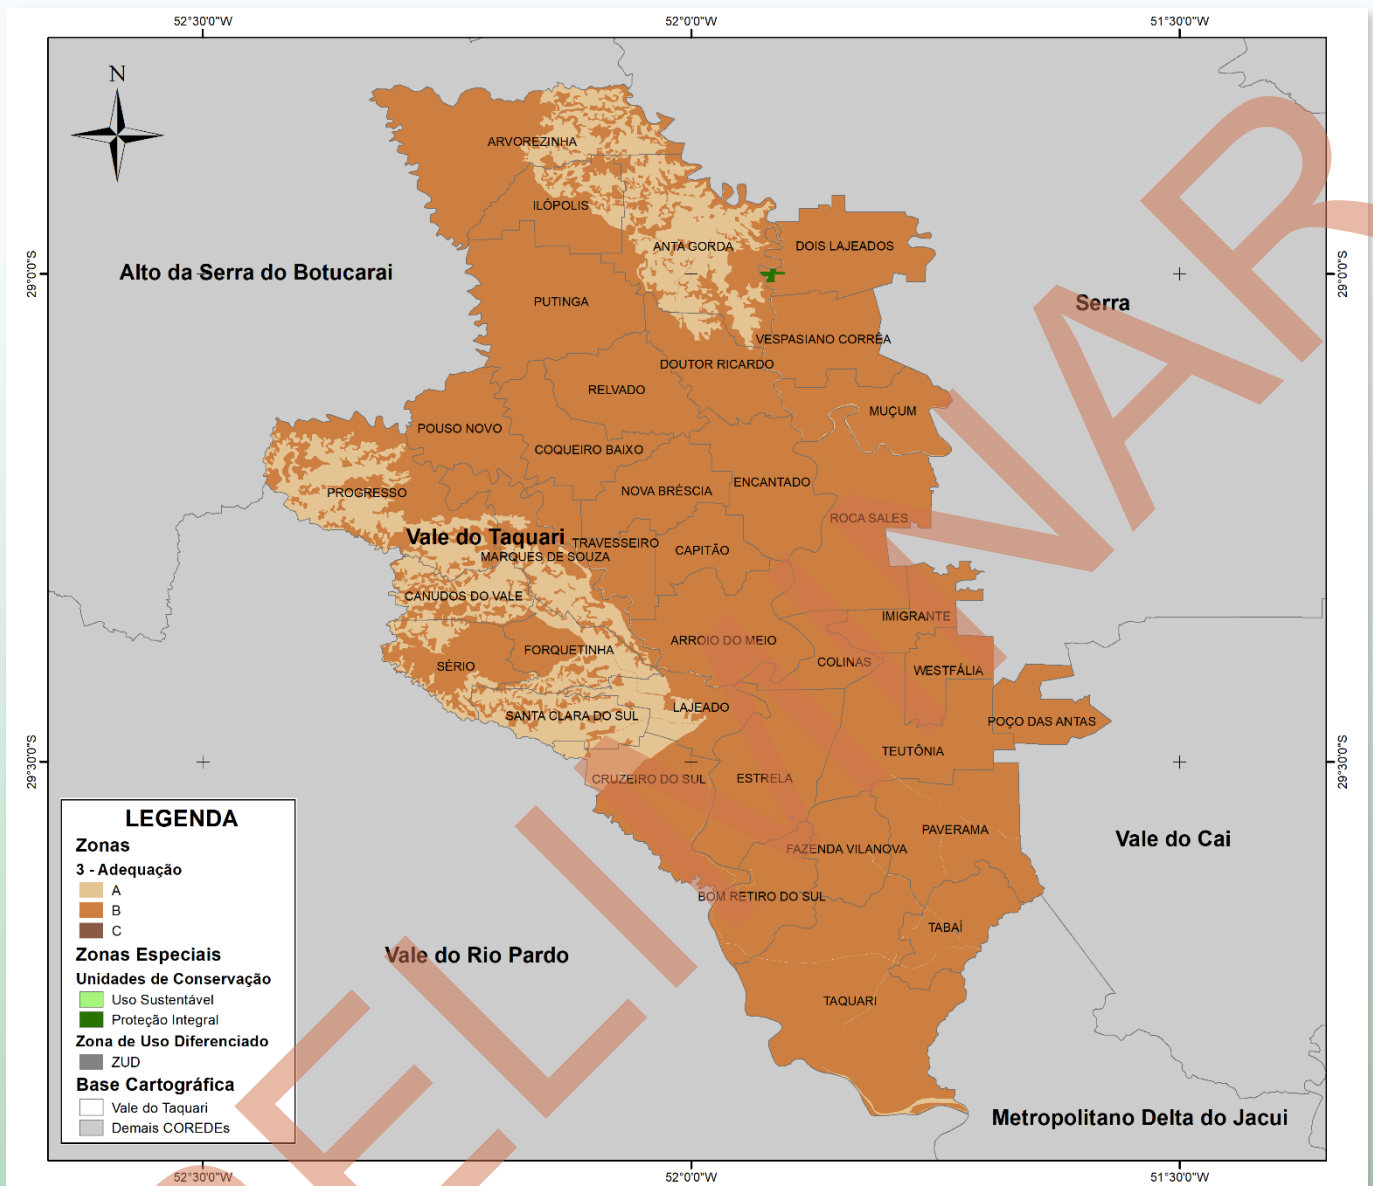 52°30'0"W
52°0'0"W
51°30'0"W
N
ARVOREZINHA
ILÓPOLIS
ANTA GORDA
DOIS LAJEADOS
Alto da Serra do Botucarai
29°0'0"S
29°0'0"S
PUTINGA
Serra
VESPASIANO CORRÊA
DOUTOR RICARDO
RELVADO
MUÇUM
POUSO NOVO
COQUEIRO BAIXO
ENCANTADO
PROGRESSO
NOVA BRÉSCIA
ROCA SALES
Vale do Taquari
TRAVESSEIRO
CAPITÃO
MARQUES DE SOUZA
CANUDOS DO VALE
IMIGRANTE
ARROIO DO MEIO
FORQUETINHA
COLINAS
SÉRIO
WESTFÁLIA
LAJEADO
SANTA CLARA DO SUL
POÇO DAS ANTAS
TEUTÔNIA
29°30'0"S
29°30'0"S
CRUZEIRO DO SUL
ESTRELA
PAVERAMA
Vale do Cai
FAZENDA VILANOVA
BOM RETIRO DO SUL
TABAÍ
Vale do Rio Pardo
TAQUARI
Metropolitano Delta do Jacui
LEGENDA
Zonas
3 - Adequação
A
B
C
Zonas Especiais
Unidades de Conservação
Uso Sustentável
Proteção Integral
Zona de Uso Diferenciado
ZUD
Base Cartográfica
Vale do Taquari
Demais COREDEs
52°30'0"W
52°0'0"W
51°30'0"W